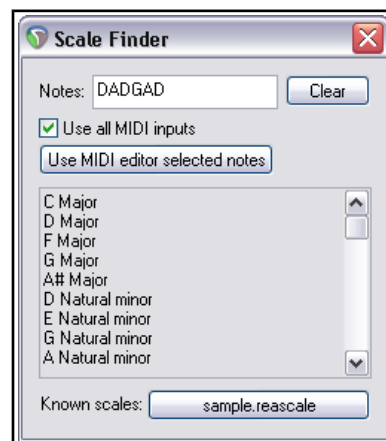 Scale Finder
Notes: DADGAD Clear
Use all MIDI inputs
Use MIDI editor selected notes
C Major
D Major
F Major
G Major
A# Major
D Natural minor
E Natural minor
G Natural minor
A Natural minor
Known scales: sample.reascale